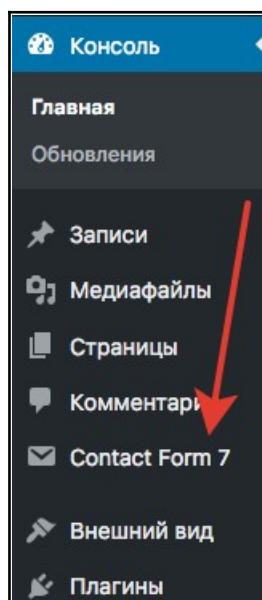 Консоль
Главная
Обновления
Записи
Медиафайлы
Страницы
Комментарии
Contact Form 7
Внешний вид
Плагины